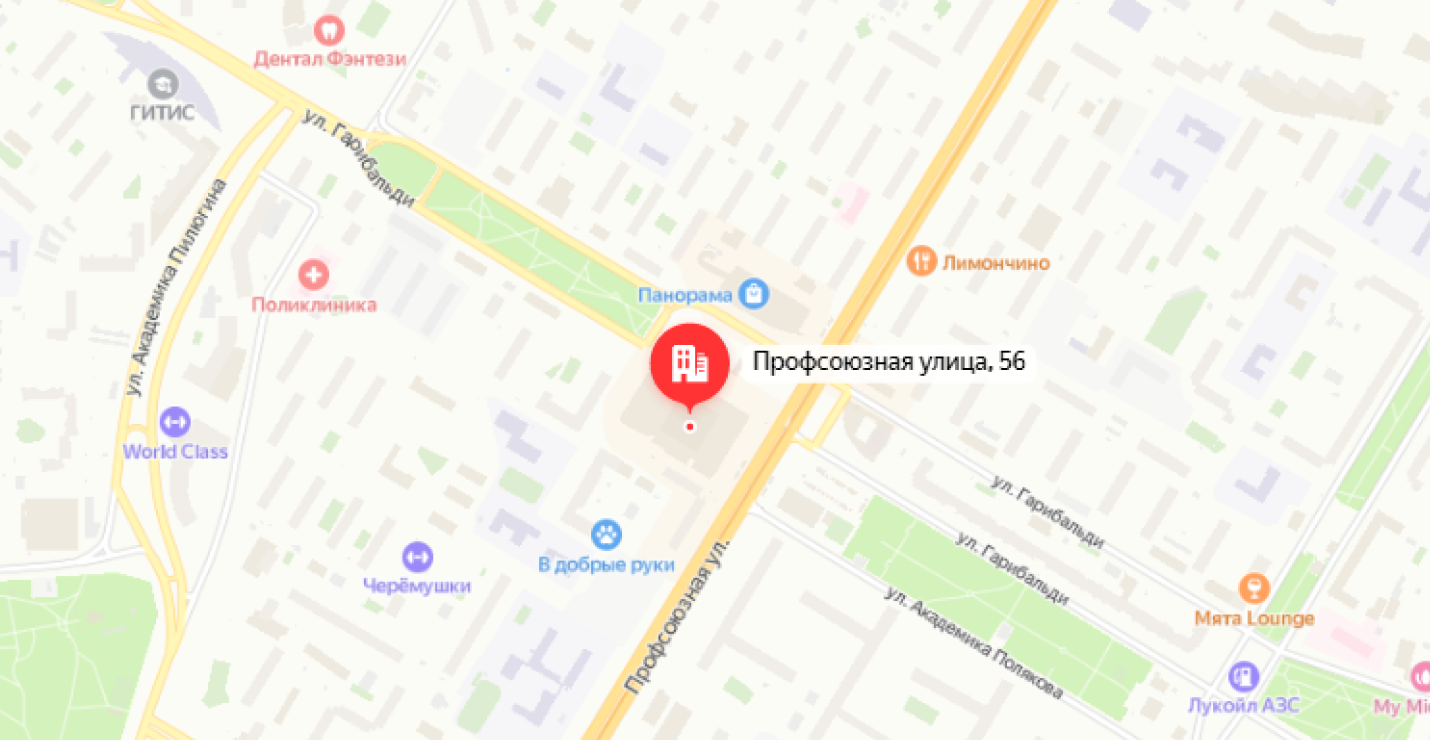 Дентал Фэнтези
ГИТИС
ул. Гарибальди
ул. Академика Пилюгина
Поликлиника
Панорама
Лимончино
Профсоюзная улица, 56
World Class
ул. Гарибальди
ул. Гарибальди
В добрые руки
Черёмушки
Профсоюзная ул.
ул. Академика Полякова
Мята Lounge
Лукойл АЗС